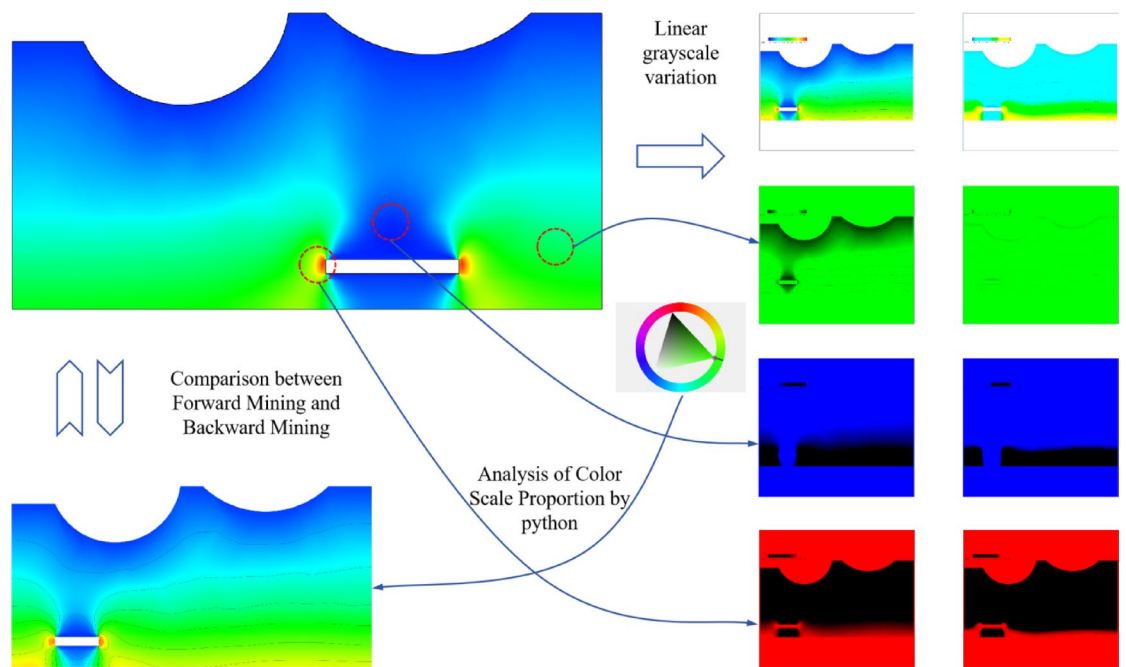 Linear
grayscale
variation
Comparison between
Forward Mining and
Backward Mining
Analysis of Color
Scale Proportion by
python